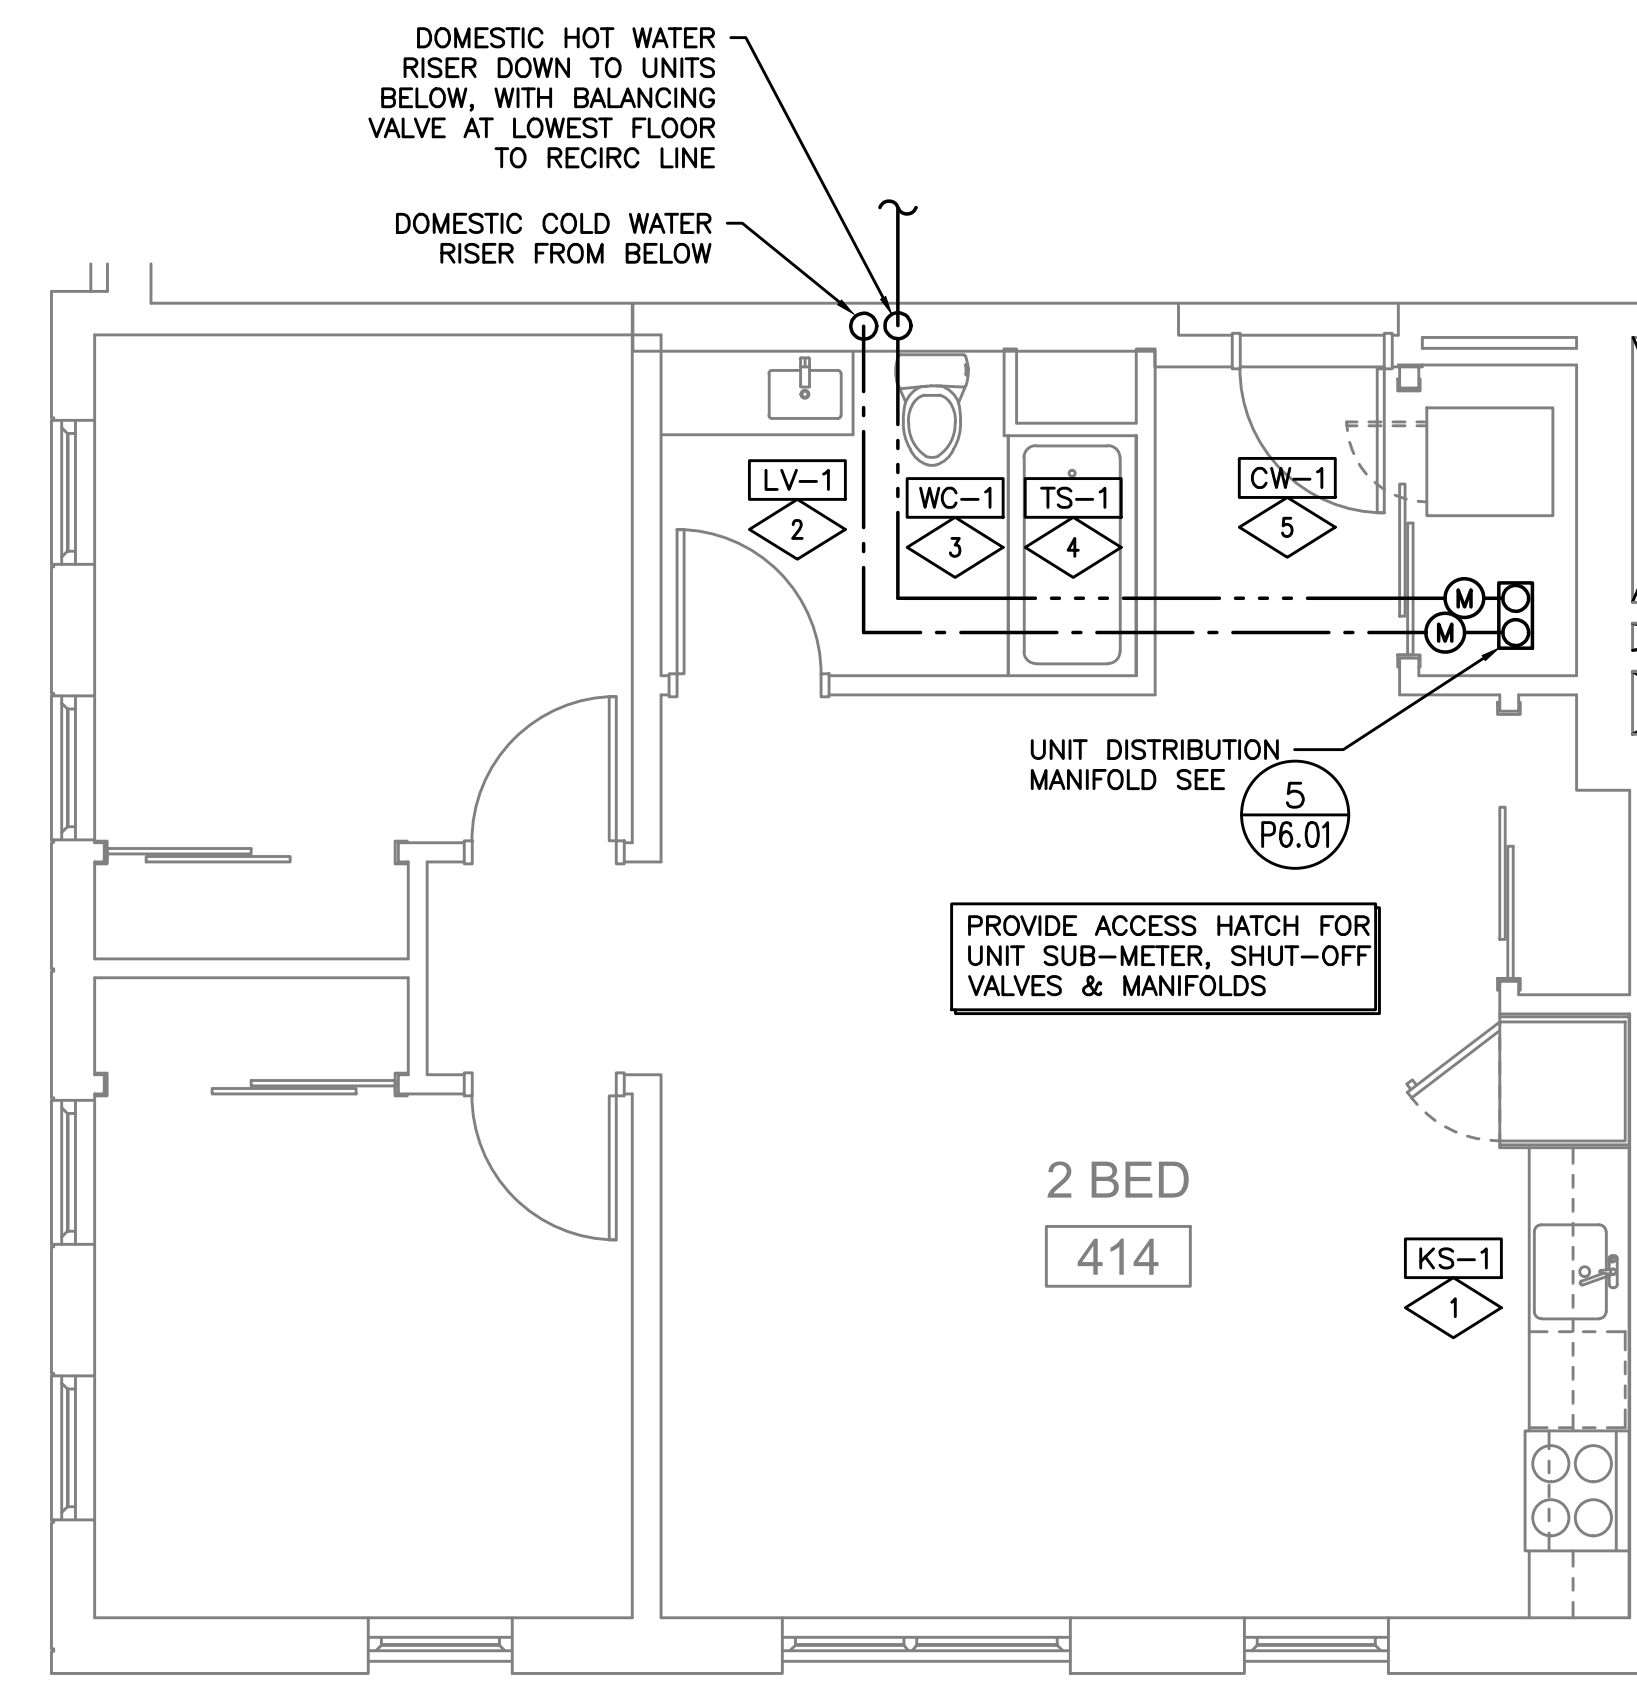 DOMESTIC HOT WATER
RISER DOWN TO UNITS
BELOW, WITH BALANCING
VALVE AT LOWEST FLOOR
TO RECIRC LINE
DOMESTIC COLD WATER
RISER FROM BELOW
LV-1
2
WC-1
3
TS-1
4
CW-1
5
M
M
UNIT DISTRIBUTION
MANIFOLD SEE
5
P6.01
PROVIDE ACCESS HATCH FOR
UNIT SUB-METER, SHUT-OFF
VALVES & MANIFOLDS
2 BED
414
KS-1
1